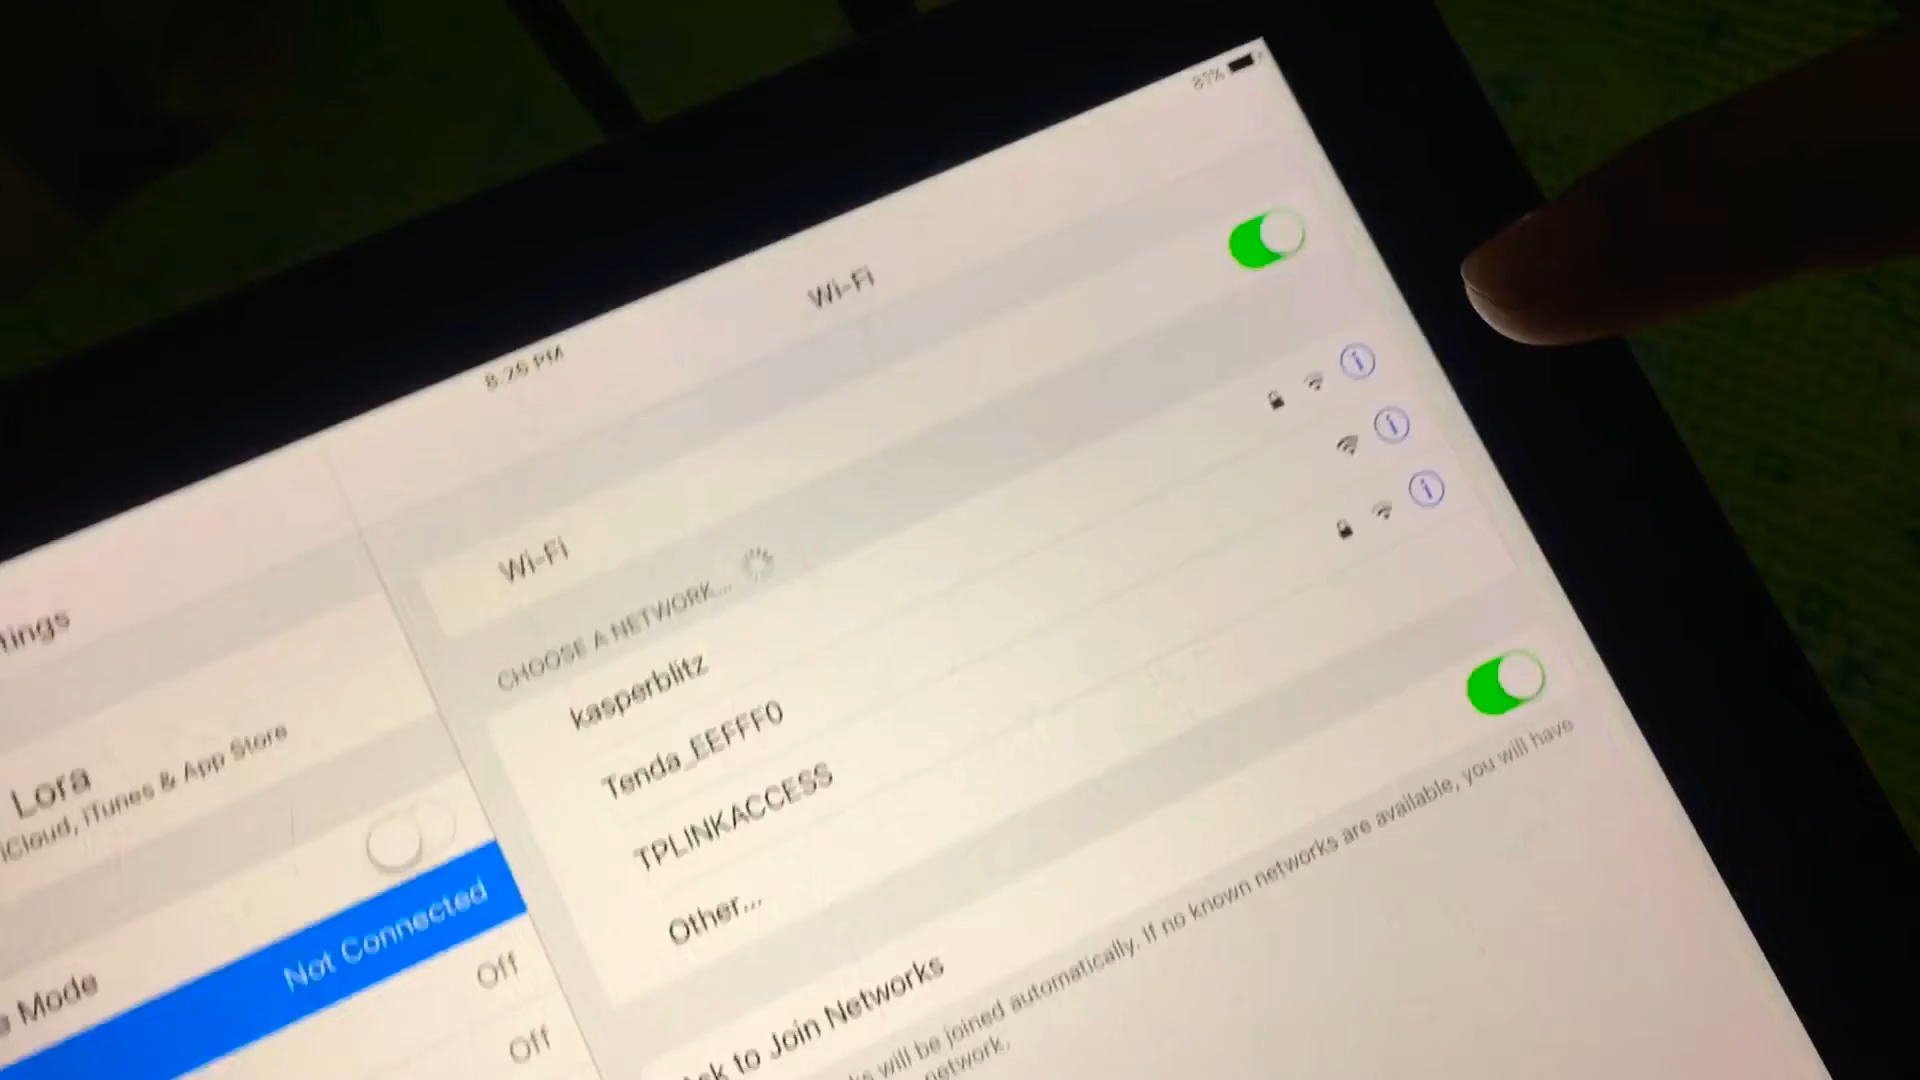 81%
8:26 PM
Wi-Fi
Wi-Fi
CHOOSE A NETWORK...
kasperblitz
Tenda_EEFFF0
TPLINKACCESS
Other...
to Join Networks
will be joined automatically. If no known networks are available, you will have
network.
tings
Lora
iCloud, iTunes & App Store
Mode
Not Connected
Off
Off